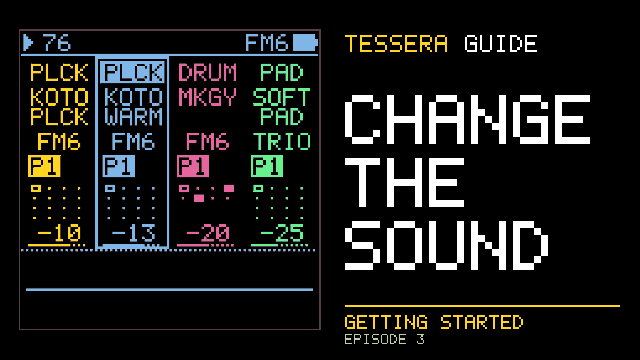 76 FM6
PLCK PLCK DRUM PAD
KOTO KOTO MKGY SOFT
PLCK WARM PAD
FM6 FM6 FM6 TRIO
P1 P1 P1 P1
-10 -13 -20 -25
TESSERA GUIDE
CHANGE
THE
SOUND
GETTING STARTED
EPISODE 3